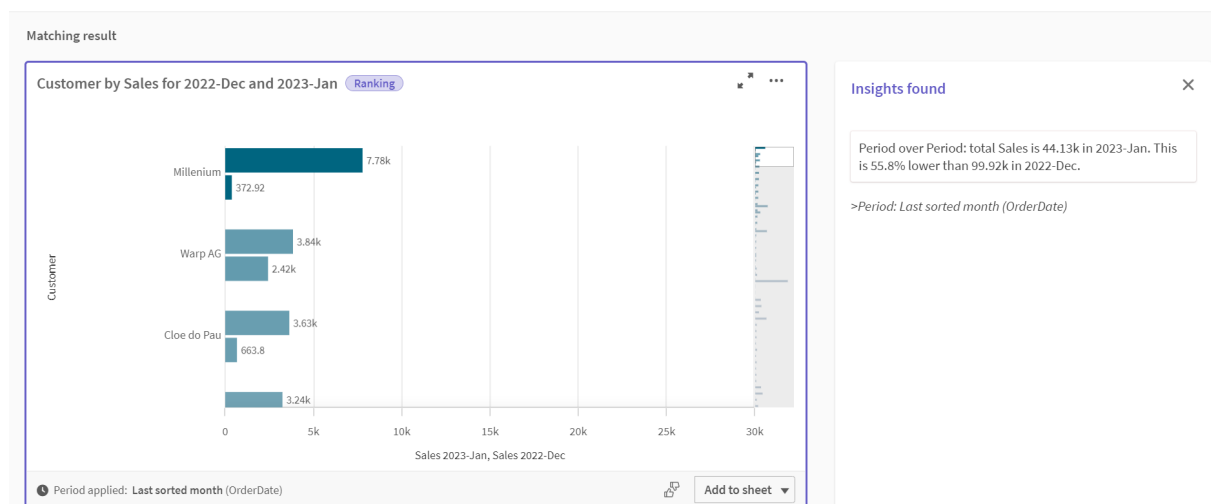 Matching result
Customer by Sales for 2022-Dec and 2023-Jan Ranking
Customer
Millenium
7.78k
372.92
Warp AG
3.84k
2.42k
Cloe do Pau
3.63k
663.8
3.24k
0 5k 10k 15k 20k 25k 30k
Sales 2023-Jan, Sales 2022-Dec
Period applied: Last sorted month (OrderDate)
Add to sheet
Insights found
Period over Period: total Sales is 44.13k in 2023-Jan. This
is 55.8% lower than 99.92k in 2022-Dec.
>Period: Last sorted month (OrderDate)